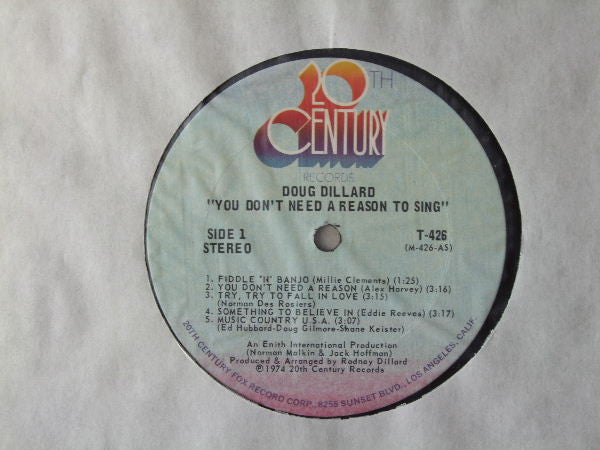 20TH
CENTURY
RECORDS
DOUG DILLARD
"YOU DON'T NEED A REASON TO SING"
SIDE 1
STEREO
T-426
(M-426-AS)
1. FIDDLE 'N' BANJO (Millie Clements) (1:25)
2. YOU DON'T NEED A REASON (Alex Harvey) (3:16)
3. TRY, TRY TO FALL IN LOVE (3:15)
(Norman Des Rosiers)
4. SOMETHING TO BELIEVE IN (Eddie Reeves) (3:17)
5. MUSIC COUNTRY U.S.A. (3:07)
(Ed Hubbard-Doug Gilmore-Shane Keister)
An Enith International Production
(Norman Malkin & Jack Hoffman)
Produced & Arranged by Rodney Dillard
℗1974 20th Century Records
20TH CENTURY FOX RECORD CORP., 8255 SUNSET BLVD., LOS ANGELES, CALIF.